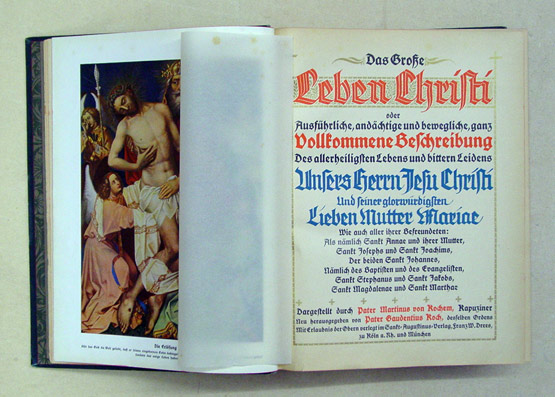 Die Erlösung
Das Große
Leben Christi
oder
Ausführliche, andächtige und bewegliche, ganz
Vollkommene Beschreibung
Des allerheiligsten Lebens und bittern Leidens
Unsers Herrn Jesu Christi
Und seiner glorwürdigsten
Lieben Mutter Mariae
Wie auch aller ihrer Befreundeten:
Als nämlich Sankt Annae und ihrer Mutter,
Sankt Josephs und Sankt Joachims,
Der beiden Sankt Johannes,
Nämlich des Baptisten und des Evangelisten,
Sankt Stephanus und Sankt Jakobs,
Sankt Magdalenae und Sankt Marthae
Dargestellt durch Pater Martinus von Kochem, Kapuziner
Neu herausgegeben von Pater Gaudentius Koch, desselben Ordens
Mit Erlaubnis der Obern verlegt im Sankt-Augustinus-Verlag, Franz W. Drees,
zu Köln a. Rh. und München